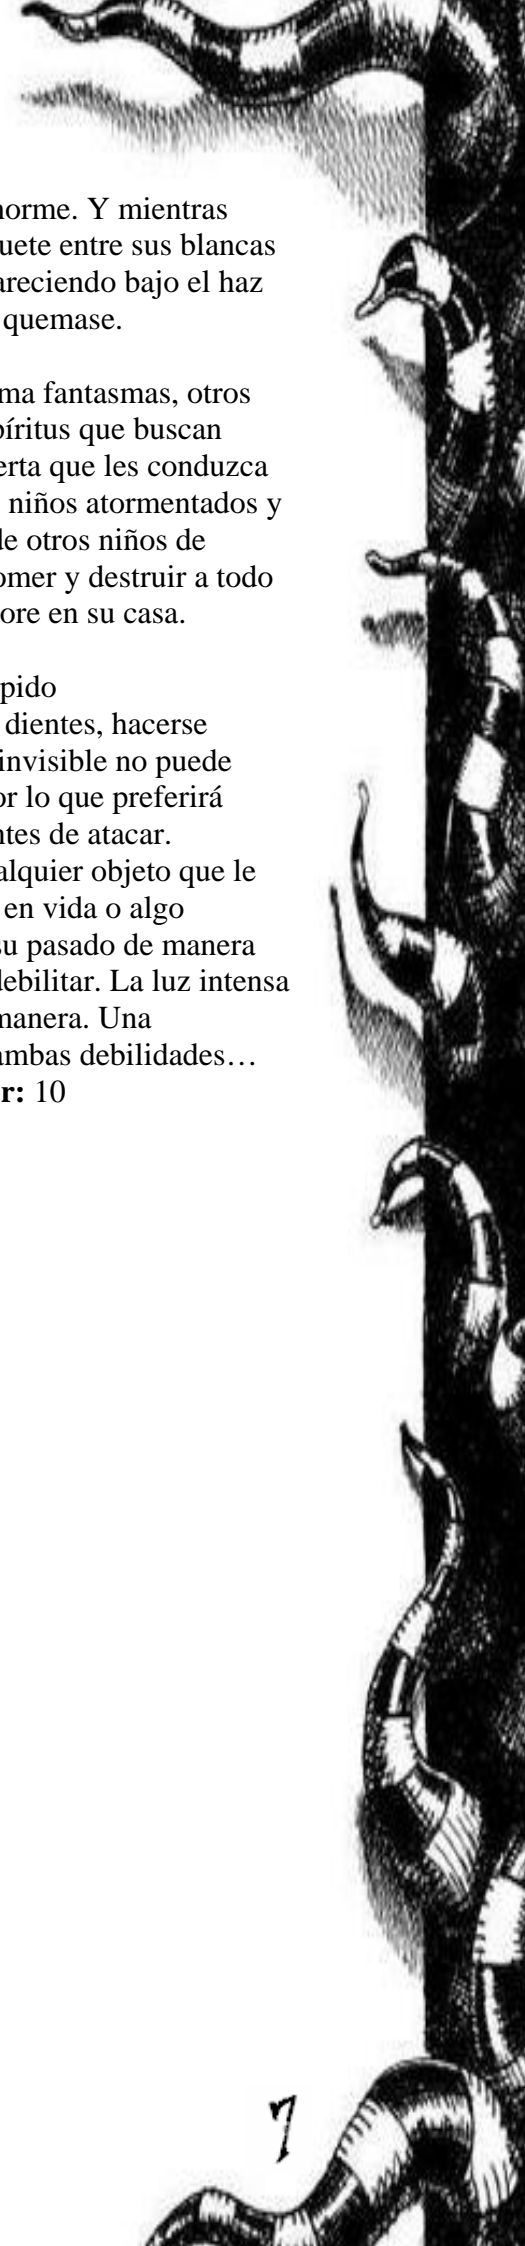 norme. Y mientras
uete entre sus blancas
areciendo bajo el haz
quemase.
ma fantasmas, otros
píritus que buscan
erta que les conduzca
niños atormentados y
de otros niños de
omer y destruir a todo
ore en su casa.
pido
dientes, hacerse
invisible no puede
or lo que preferirá
ntes de atacar.
alquier objeto que le
en vida o algo
su pasado de manera
debilitar. La luz intensa
manera. Una
ambas debilidades…
r: 10
7